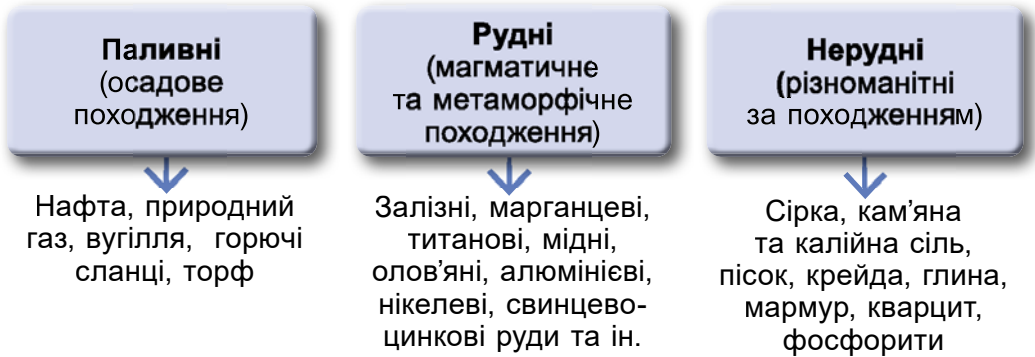 Паливні
(осадове
походження)
Нафта, природний
газ, вугілля, горючі
сланці, торф
Рудні
(магматичне
та метаморфічне
походження)
Залізні, марганцеві,
титанові, мідні,
олов’яні, алюмінієві,
нікелеві, свинцево-
цинкові руди та ін.
Нерудні
(різноманітні
за походженням)
Сірка, кам’яна
та калійна сіль,
пісок, крейда, глина,
мармур, кварцит,
фосфорити